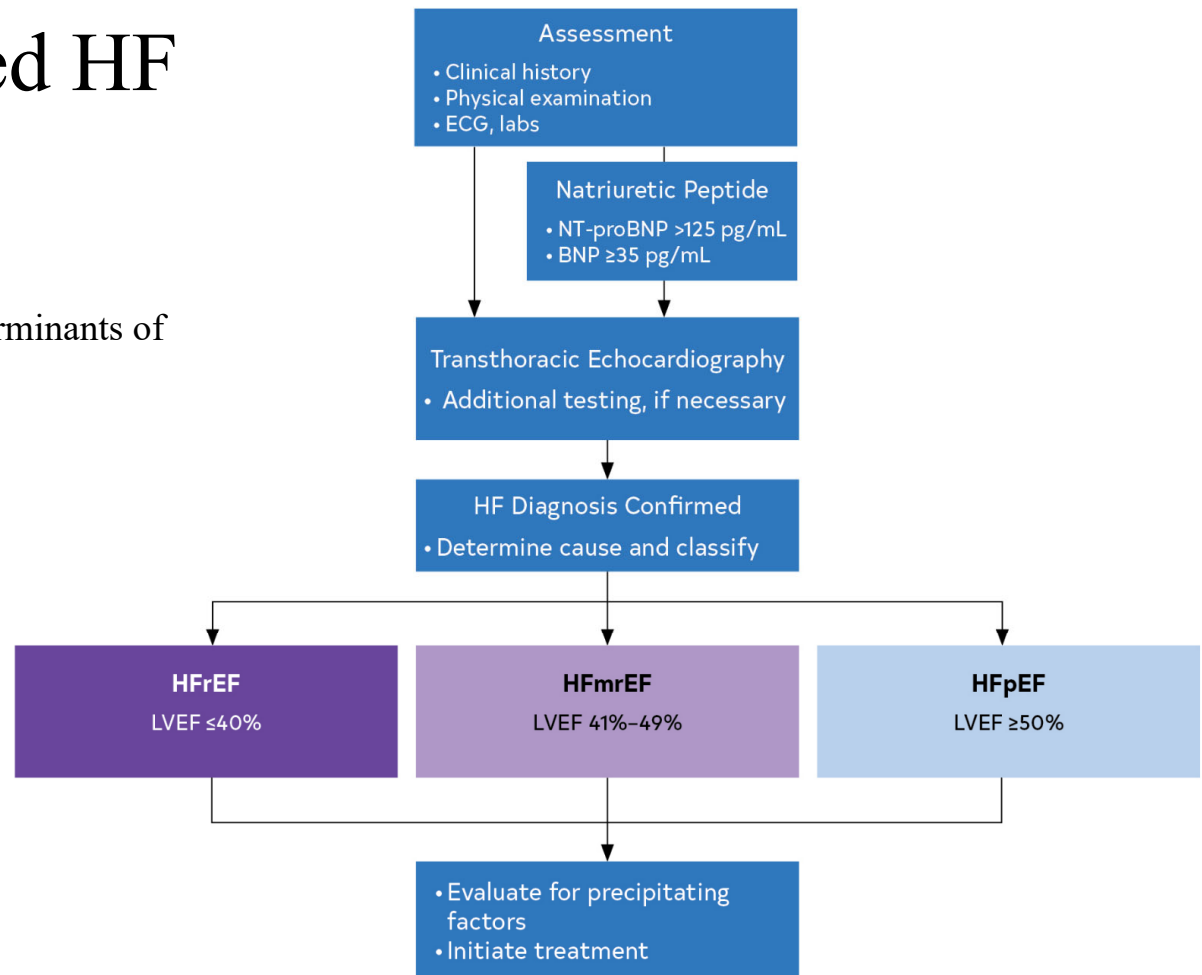 ed HF
Assessment
• Clinical history
• Physical examination
• ECG, labs
Natriuretic Peptide
• NT-proBNP >125 pg/mL
• BNP ≥35 pg/mL
rminants of
Transthoracic Echocardiography
• Additional testing, if necessary
HF Diagnosis Confirmed
• Determine cause and classify
HFrEF
LVEF ≤40%
HFmrEF
LVEF 41%–49%
HFpEF
LVEF ≥50%
• Evaluate for precipitating
factors
• Initiate treatment